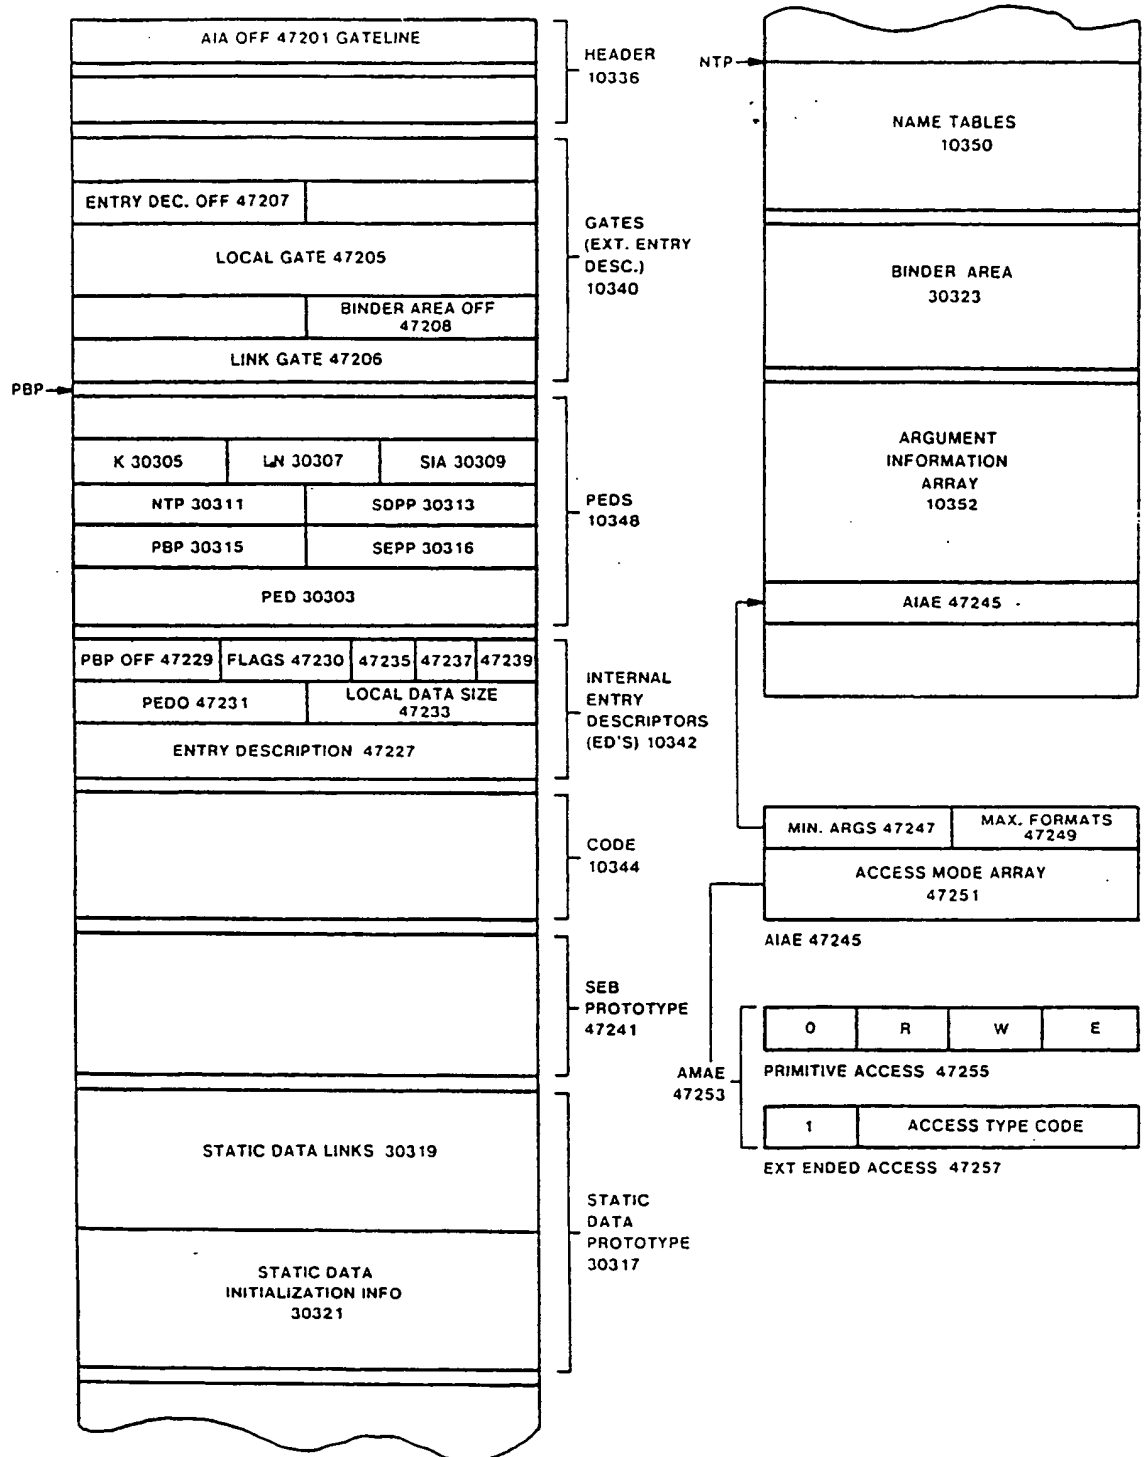 AIA OFF 47201 GATELINE
HEADER
10336
ENTRY DEC. OFF 47207
LOCAL GATE 47205
BINDER AREA OFF
47208
LINK GATE 47206
GATES
(EXT. ENTRY
DESC.)
10340
PBP
K 30305
LN 30307
SIA 30309
NTP 30311
SDPP 30313
PBP 30315
SEPP 30316
PED 30303
PEDS
10348
PBP OFF 47229
FLAGS 47230
47235
47237
47239
PEDO 47231
LOCAL DATA SIZE
47233
ENTRY DESCRIPTION 47227
INTERNAL
ENTRY
DESCRIPTORS
(ED'S) 10342
CODE
10344
SEB
PROTOTYPE
47241
STATIC DATA LINKS 30319
STATIC DATA
INITIALIZATION INFO
30321
STATIC
DATA
PROTOTYPE
30317
NTP
NAME TABLES
10350
BINDER AREA
30323
ARGUMENT
INFORMATION
ARRAY
10352
AIAE 47245
MIN. ARGS 47247
MAX. FORMATS
47249
ACCESS MODE ARRAY
47251
AIAE 47245
AMAE
47253
O
R
W
E
PRIMITIVE ACCESS 47255
1
ACCESS TYPE CODE
EXT ENDED ACCESS 47257